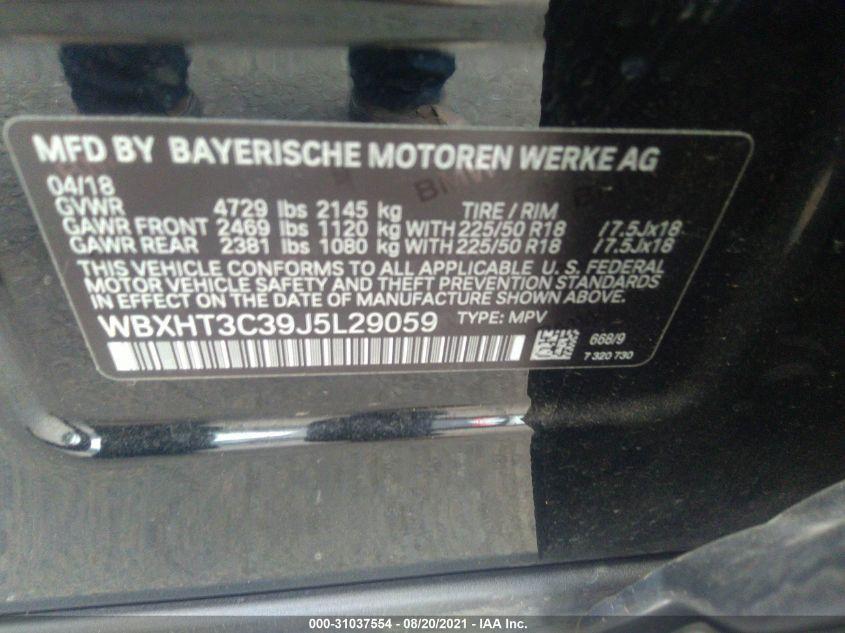 MFD BY BAYERISCHE MOTOREN WERKE AG
04/18
GVWR 4729 lbs 2145 kg TIRE / RIM
GAWR FRONT 2469 lbs 1120 kg WITH 225/50 R18 /7.5Jx18
GAWR REAR 2381 lbs 1080 kg WITH 225/50 R18 /7.5Jx18
THIS VEHICLE CONFORMS TO ALL APPLICABLE U. S. FEDERAL
MOTOR VEHICLE SAFETY AND THEFT PREVENTION STANDARDS
IN EFFECT ON THE DATE OF MANUFACTURE SHOWN ABOVE.
WBXHT3C39J5L29059 TYPE: MPV
668/9
7 320 730
000-31037554 - 08/20/2021 - IAA Inc.